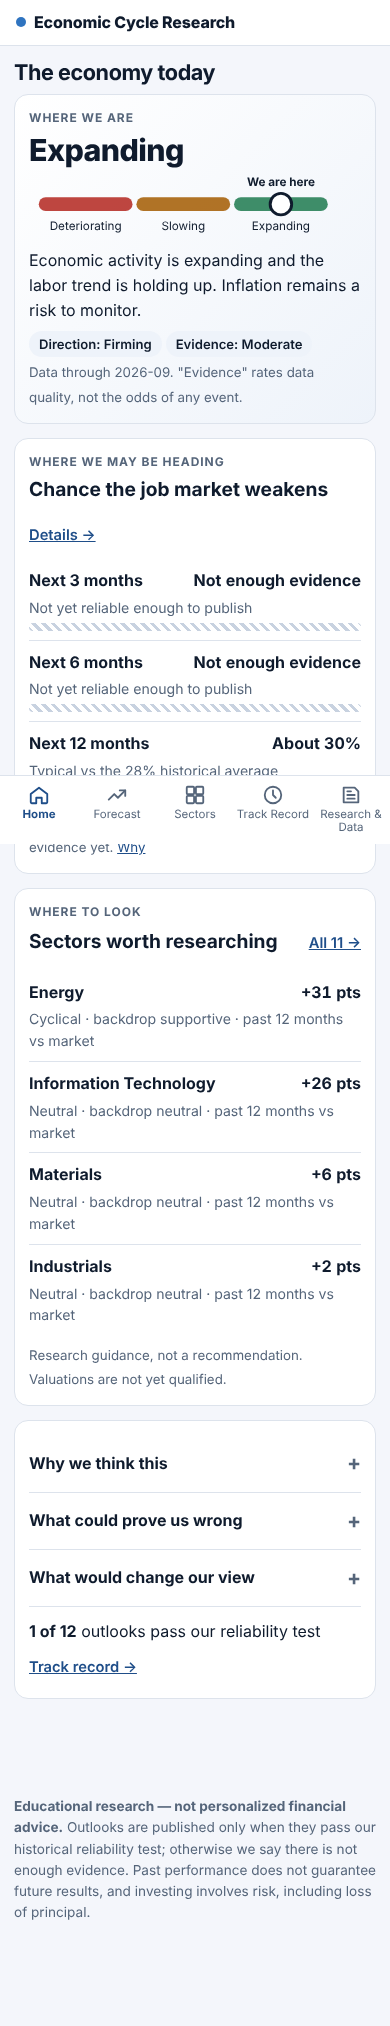 Economic Cycle Research
The economy today
WHERE WE ARE
Expanding
We are here
Deteriorating
Slowing
Expanding
Economic activity is expanding and the
labor trend is holding up. Inflation remains a
risk to monitor.
Direction: Firming
Evidence: Moderate
Data through 2026-09. "Evidence" rates data
quality, not the odds of any event.
WHERE WE MAY BE HEADING
Chance the job market weakens
Details →
Next 3 months
Not enough evidence
Not yet reliable enough to publish
Next 6 months
Not enough evidence
Not yet reliable enough to publish
Next 12 months
About 30%
Typical vs the 28% historical average
Home
Forecast
Sectors
Track Record
Research &
Data
evidence yet. Why
WHERE TO LOOK
Sectors worth researching
All 11 →
Energy
+31 pts
Cyclical · backdrop supportive · past 12 months
vs market
Information Technology
+26 pts
Neutral · backdrop neutral · past 12 months vs
market
Materials
+6 pts
Neutral · backdrop neutral · past 12 months vs
market
Industrials
+2 pts
Neutral · backdrop neutral · past 12 months vs
market
Research guidance, not a recommendation.
Valuations are not yet qualified.
Why we think this
+
What could prove us wrong
+
What would change our view
+
1 of 12 outlooks pass our reliability test
Track record →
Educational research — not personalized financial
advice. Outlooks are published only when they pass our
historical reliability test; otherwise we say there is not
enough evidence. Past performance does not guarantee
future results, and investing involves risk, including loss
of principal.